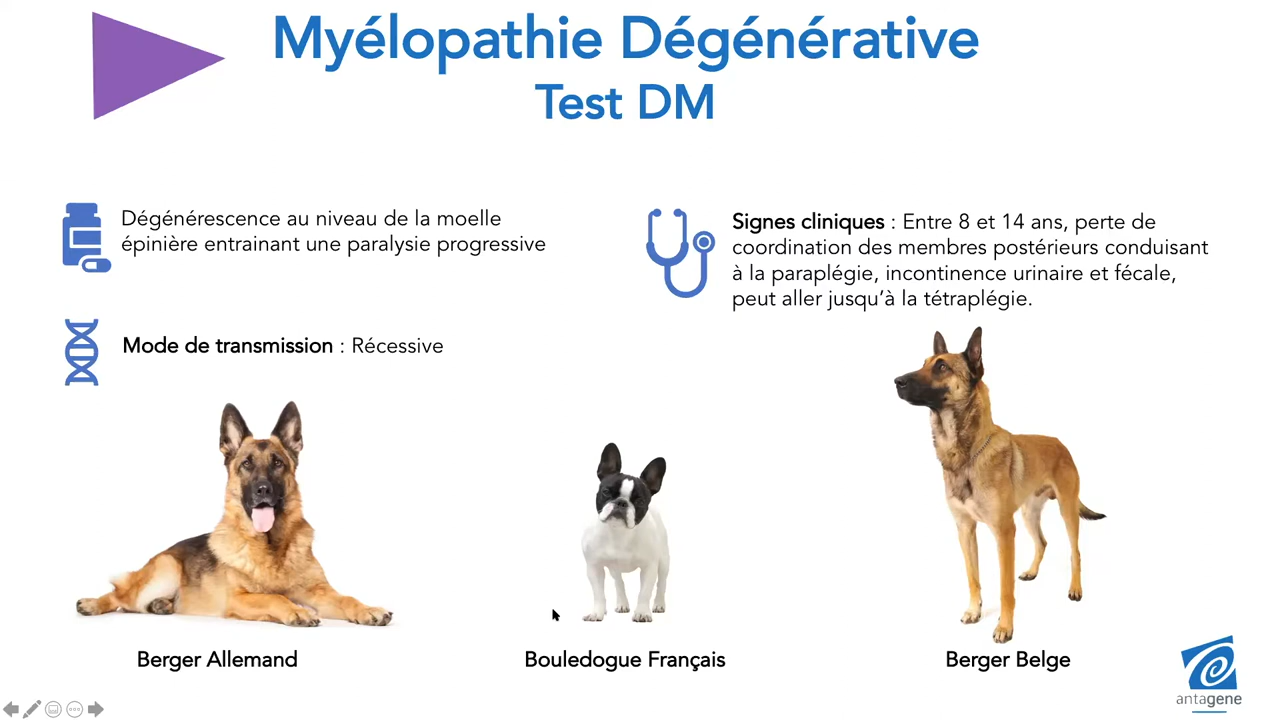 Myélopathie Dégénérative
Test DM
Dégénérescence au niveau de la moelle
épinière entrainant une paralysie progressive
Signes cliniques : Entre 8 et 14 ans, perte de
coordination des membres postérieurs conduisant
à la paraplégie, incontinence urinaire et fécale,
peut aller jusqu'à la tétraplégie.
Mode de transmission : Récessive
Berger Allemand
Bouledogue Français
Berger Belge
antagene